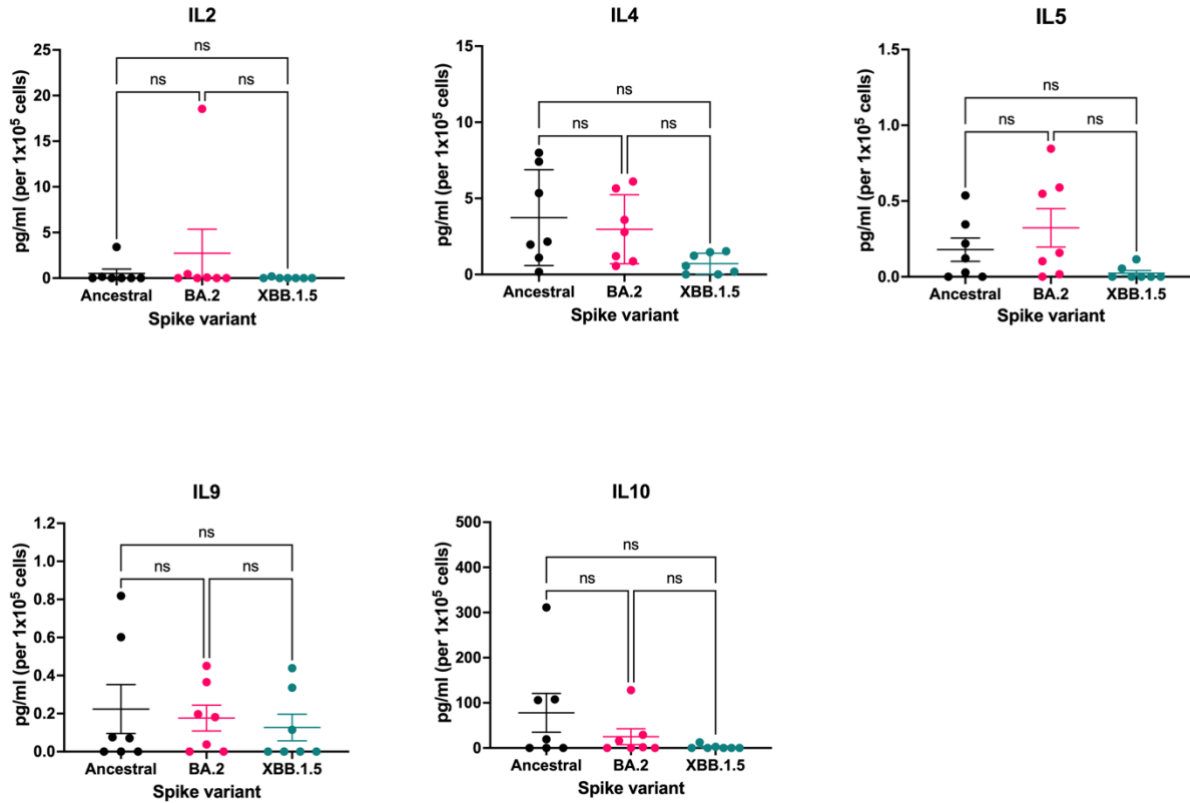 IL2
pg/ml (per 1x10⁵ cells)
25
20
15
10
5
0
ns
ns
ns
Ancestral
BA.2
XBB.1.5
Spike variant
IL4
pg/ml (per 1x10⁵ cells)
15
10
5
0
ns
ns
ns
Ancestral
BA.2
XBB.1.5
Spike variant
IL5
pg/ml (per 1x10⁵ cells)
1.5
1.0
0.5
0.0
ns
ns
ns
Ancestral
BA.2
XBB.1.5
Spike variant
IL9
pg/ml (per 1x10⁵ cells)
1.2
1.0
0.8
0.6
0.4
0.2
0.0
ns
ns
ns
Ancestral
BA.2
XBB.1.5
Spike variant
IL10
pg/ml (per 1x10⁵ cells)
500
400
300
200
100
0
ns
ns
ns
Ancestral
BA.2
XBB.1.5
Spike variant